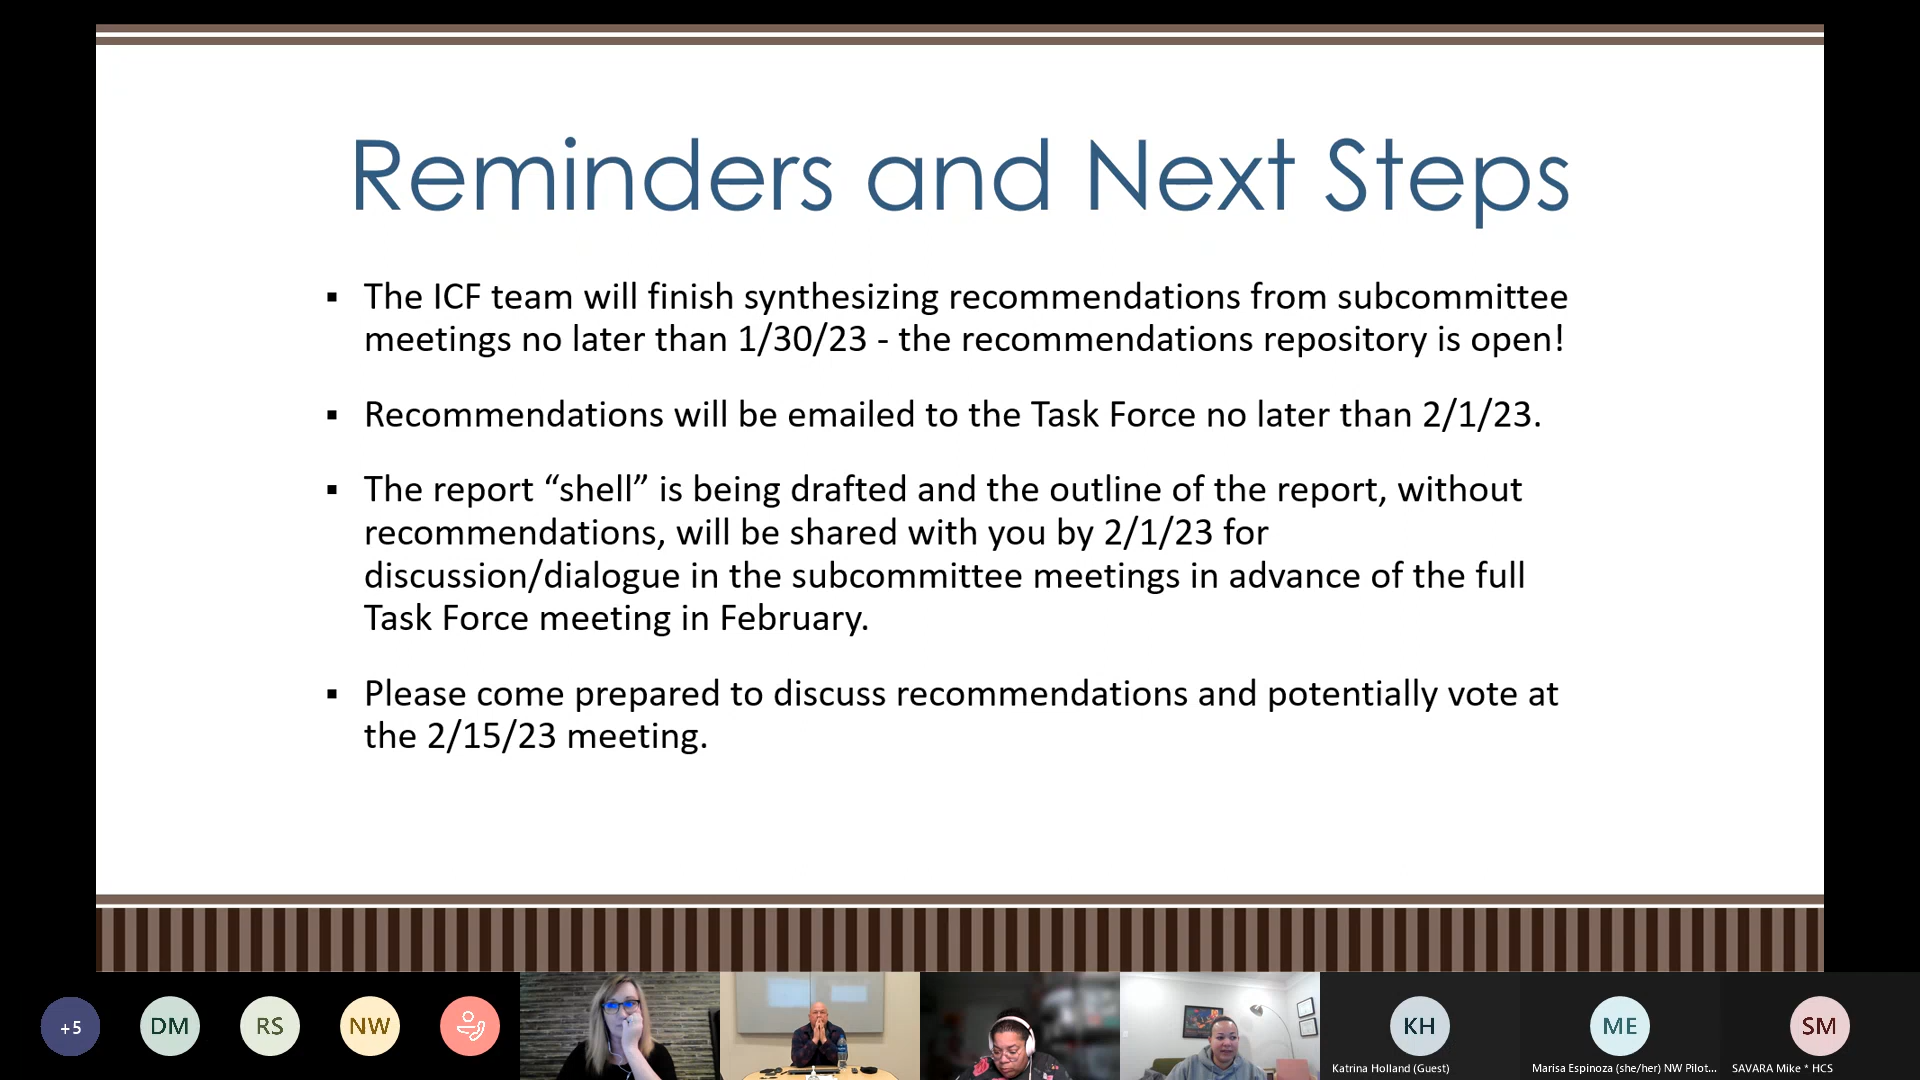 Reminders and Next Steps
▪ The ICF team will finish synthesizing recommendations from subcommittee
meetings no later than 1/30/23 - the recommendations repository is open!
▪ Recommendations will be emailed to the Task Force no later than 2/1/23.
▪ The report “shell” is being drafted and the outline of the report, without
recommendations, will be shared with you by 2/1/23 for
discussion/dialogue in the subcommittee meetings in advance of the full
Task Force meeting in February.
▪ Please come prepared to discuss recommendations and potentially vote at
the 2/15/23 meeting.
+5
DM
RS
NW
KH
ME
SM
Katrina Holland (Guest)
Marisa Espinoza (she/her) NW Pilot...
SAVARA Mike * HCS